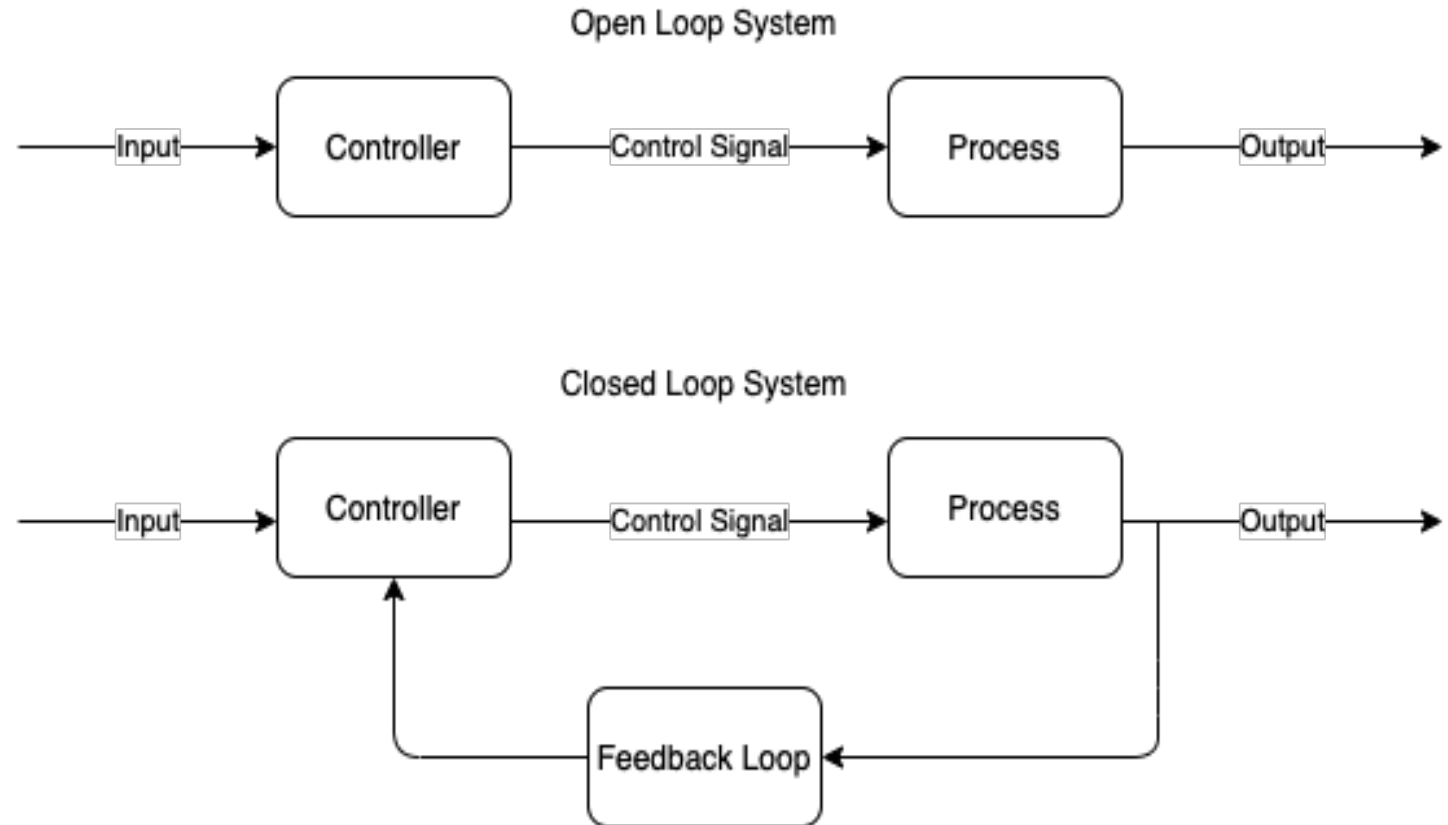 Open Loop System
Input
Controller
Control Signal
Process
Output
Closed Loop System
Input
Controller
Control Signal
Process
Output
Feedback Loop